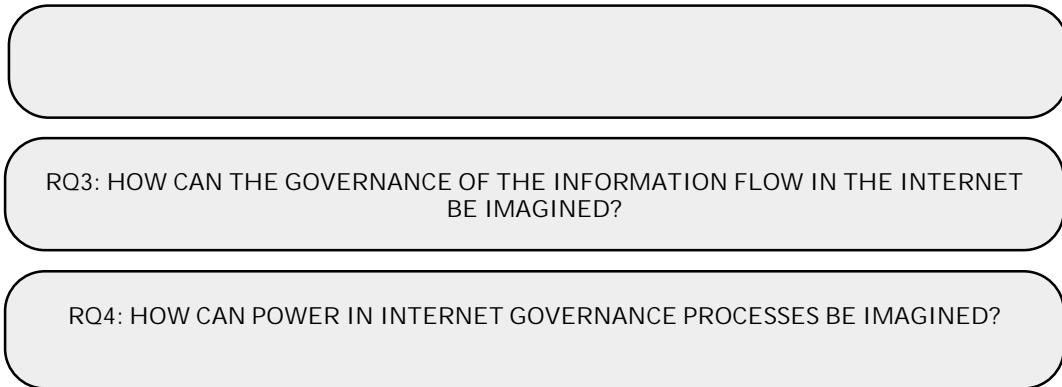 RQ3: HOW CAN THE GOVERNANCE OF THE INFORMATION FLOW IN THE INTERNET
BE IMAGINED?
RQ4: HOW CAN POWER IN INTERNET GOVERNANCE PROCESSES BE IMAGINED?